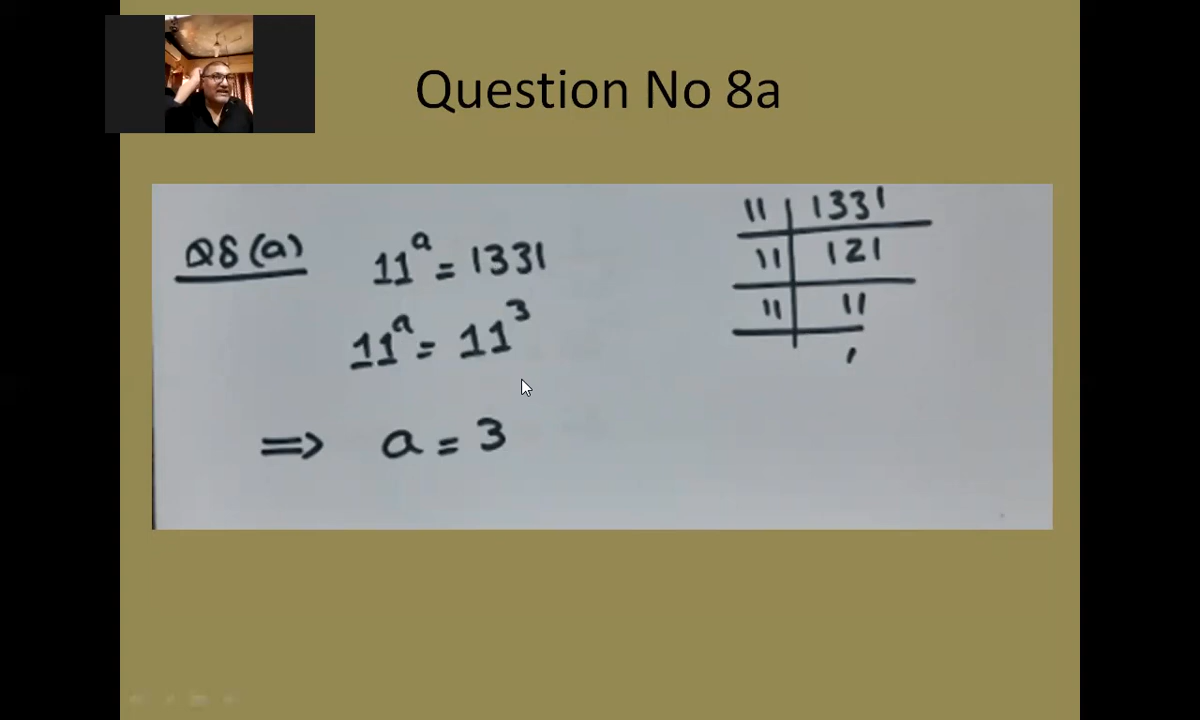 Question No 8a
Q8 (a) 11^a = 1331
11^a = 11^3
⇒ a = 3
11 | 1331
11 | 121
11 | 11
1